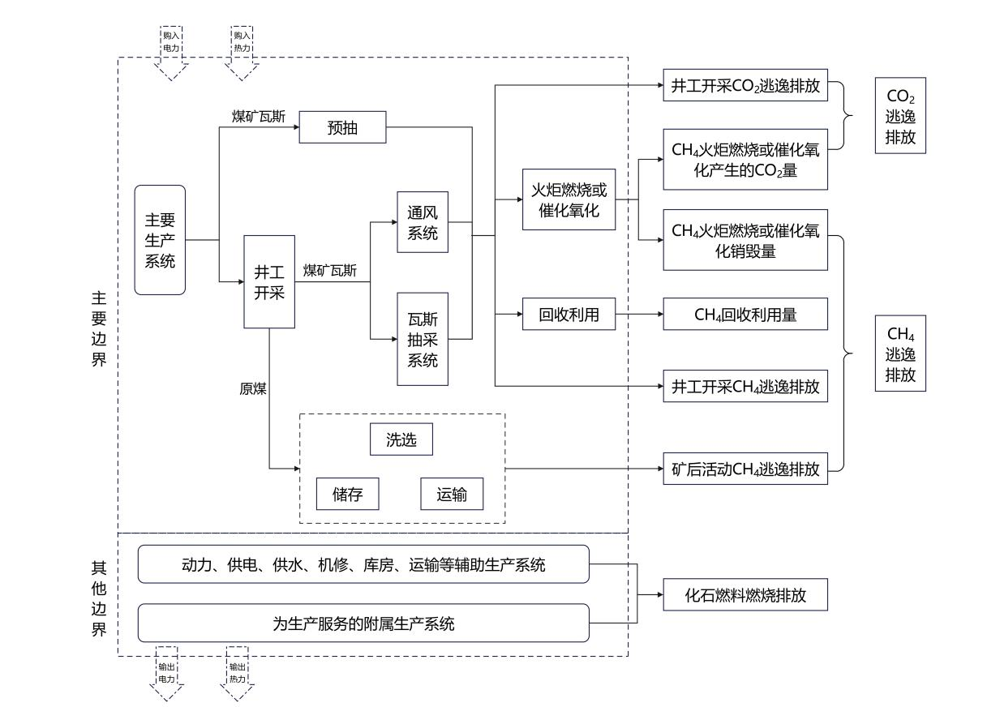 购入
电力
购入
热力
煤矿瓦斯
预抽
主要
生产
系统
井工
开采
煤矿瓦斯
通风
系统
瓦斯
抽采
系统
原煤
洗选
储存
运输
火炬燃烧或
催化氧化
回收利用
井工开采CO₂逃逸排放
CH₄火炬燃烧或催化氧
化产生的CO₂量
CH₄火炬燃烧或催化氧
化销毁量
CH₄回收利用量
井工开采CH₄逃逸排放
矿后活动CH₄逃逸排放
CO₂
逃逸
排放
CH₄
逃逸
排放
主
要
边
界
其
他
边
界
动力、供电、供水、机修、库房、运输等辅助生产系统
为生产服务的附属生产系统
化石燃料燃烧排放
输出
电力
输出
热力